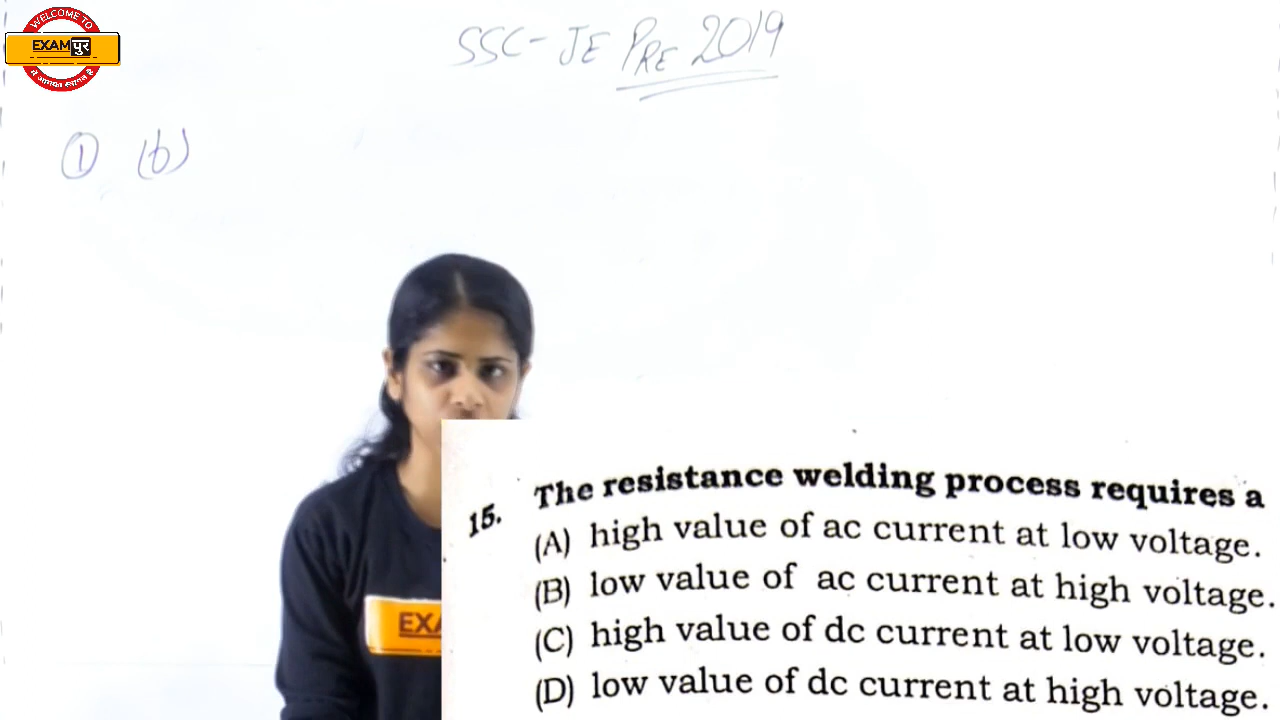 WELCOME TO
EXAMपुर
में आपका स्वागत है
SSC-JE PRE 2019
① (b)
EXA
15. The resistance welding process requires a
(A) high value of ac current at low voltage.
(B) low value of ac current at high voltage.
(C) high value of dc current at low voltage.
(D) low value of dc current at high voltage.